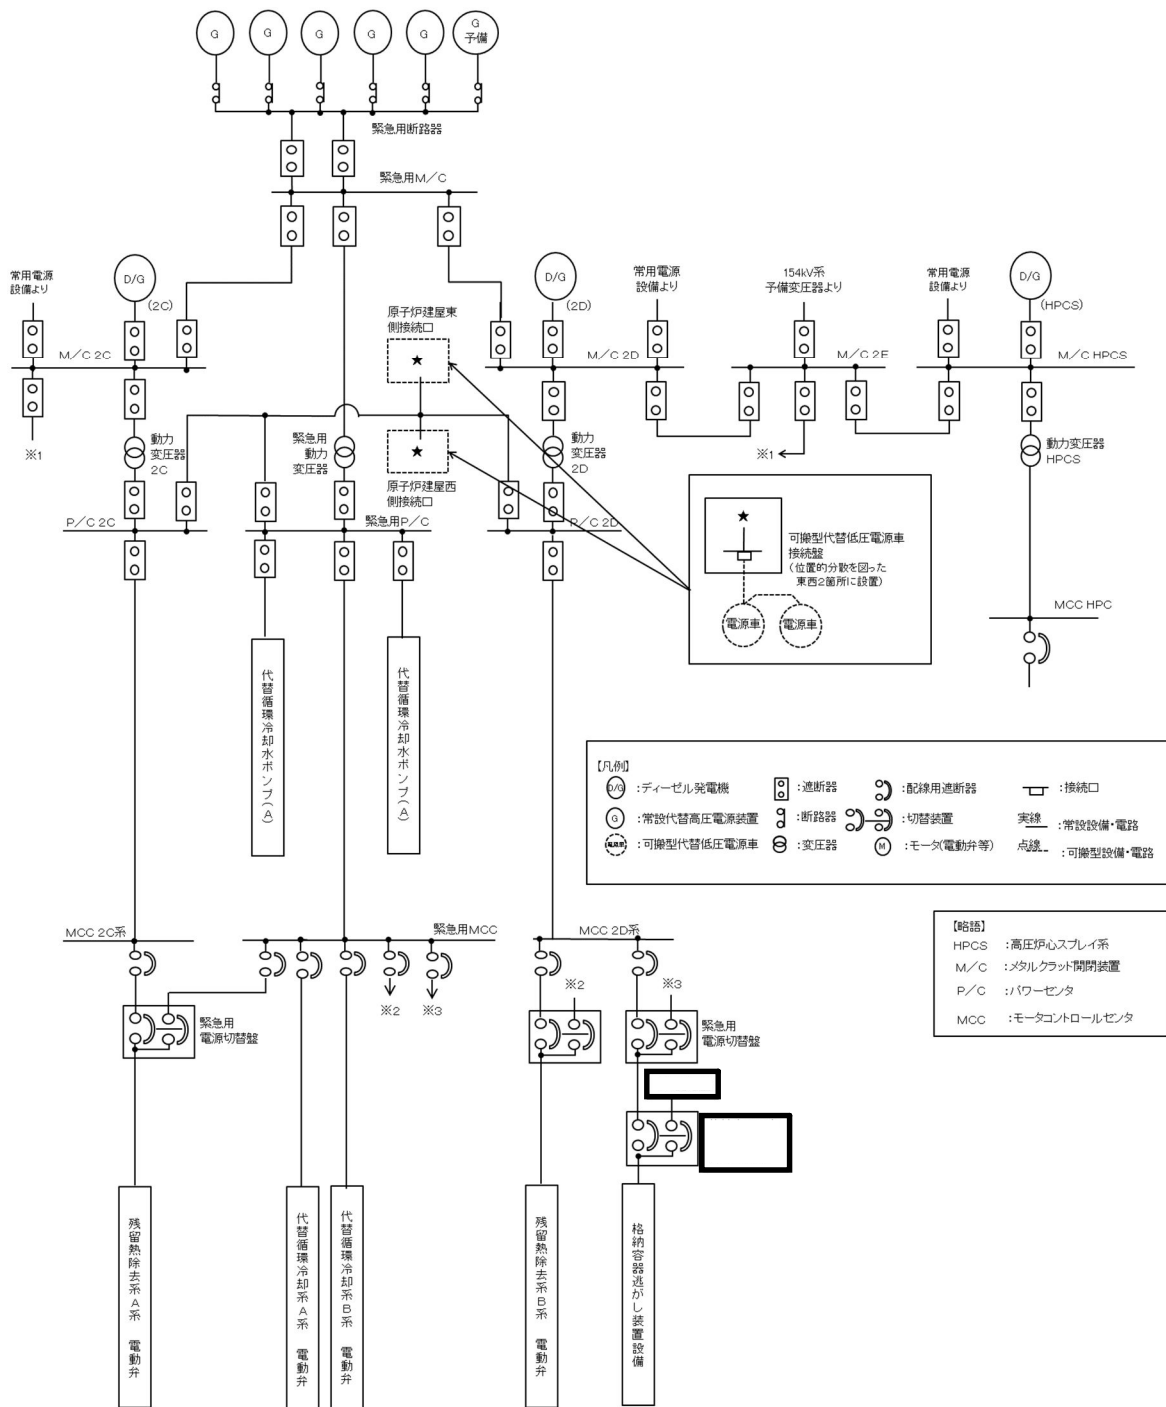 G
G
G
G
G
G
予備
緊急用断路器
緊急用M/C
常用電源
設備より
D/G
(2C)
原子炉建屋東
側接続口
★
D/G
(2D)
常用電源
設備より
154kV系
予備変圧器より
常用電源
設備より
D/G
(HPCS)
M/C 2C
M/C 2D
M/C 2E
M/C HPCS
※1
動力
変圧器
2C
緊急用
動力
変圧器
★
原子炉建屋西
側接続口
動力
変圧器
2D
※1
動力変圧器
HPCS
P/C 2C
緊急用P/C
P/C 2D
★
可搬型代替低圧電源車
接続盤
(位置的分散を図った
東西2箇所に設置)
電源車
電源車
MCC HPC
代替循環冷却水ポンプ(A)
代替循環冷却水ポンプ(A)
【凡例】
D/G :ディーゼル発電機
:遮断器
:配線用遮断器
:接続口
G :常設代替高圧電源装置
:断路器
:切替装置
実線 :常設設備・電路
電源車 :可搬型代替低圧電源車
:変圧器
M :モータ(電動弁等)
点線 :可搬型設備・電路
MCC 2C系
緊急用MCC
MCC 2D系
※2
※3
※2
※3
緊急用
電源切替盤
緊急用
電源切替盤
【略語】
HPCS :高圧炉心スプレイ系
M/C :メタルクラッド開閉装置
P/C :パワーセンタ
MCC :モータコントロールセンタ
残留熱除去系A系 電動弁
代替循環冷却系A系 電動弁
代替循環冷却系B系 電動弁
残留熱除去系B系 電動弁
格納容器逃がし装置設備